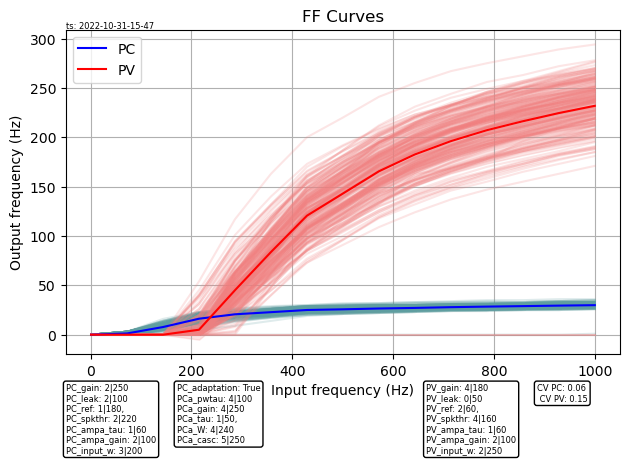 FF Curves
ts: 2022-10-31-15-47
PC
PV
300
250
200
150
100
50
0
Output frequency (Hz)
0
200
400
600
800
1000
Input frequency (Hz)
PC_gain: 2|250
PC_leak: 2|100
PC_ref: 1|180,
PC_spkthr: 2|220
PC_ampa_tau: 1|60
PC_ampa_gain: 2|100
PC_input_w: 3|200
PC_adaptation: True
PCa_pwtau: 4|100
PCa_gain: 4|250
PCa_tau: 1|50,
PCa_W: 4|240
PCa_casc: 5|250
PV_gain: 4|180
PV_leak: 0|50
PV_ref: 2|60,
PV_spkthr: 4|160
PV_ampa_tau: 1|60
PV_ampa_gain: 2|100
PV_input_w: 2|250
CV PC: 0.06
CV PV: 0.15